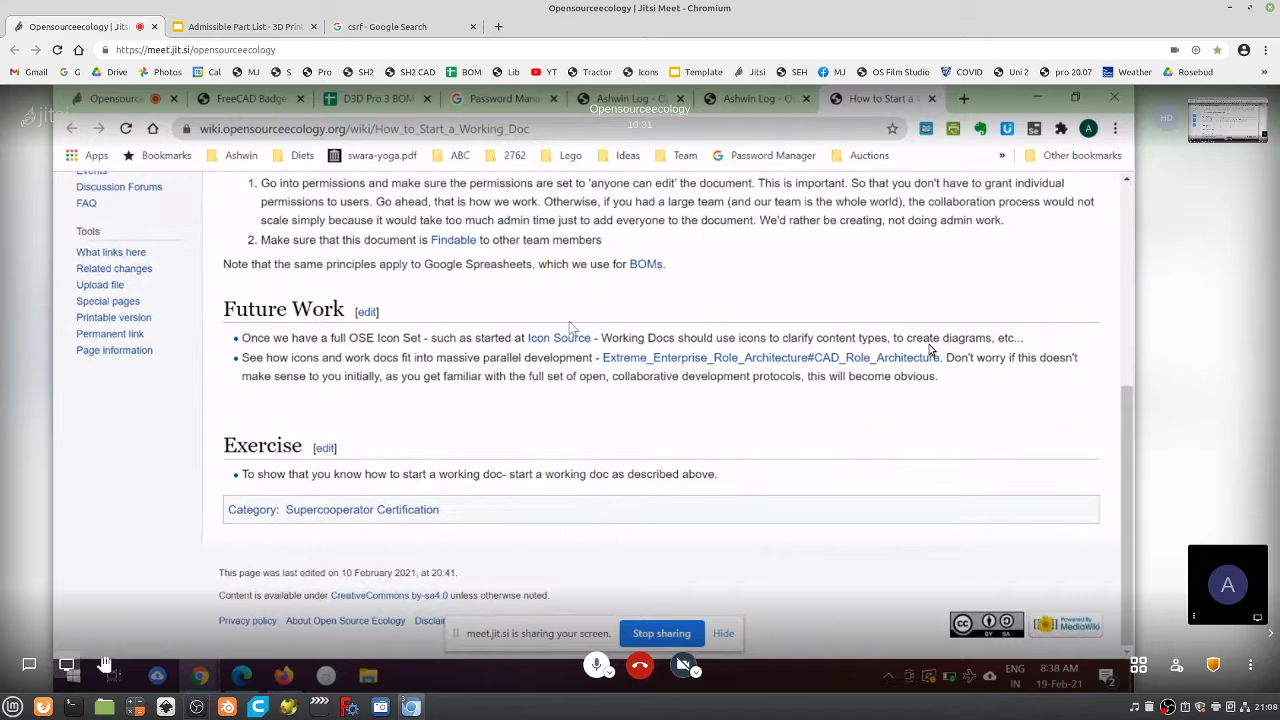 Opensourceecology | Jitsi Meet - Chromium
Opensourceecology | Jits
Admissible Part List - 3D Print
csrf - Google Search
https://meet.jit.si/opensourceecology
Gmail G Drive Photos Cal MJ S Pro SH2 SH2 CAD BOM Lib YT Tractor Icons Template Jitsi SEH MJ OS Film Studio COVID Uni 2 pro 20.07 Weather Rosebud
Opensource
FreeCAD Badge
D3D Pro 3 BOM
Password Mana
Ashwin Log - O
Ashwin Log - Op
How to Start a
Opensourceecology
10:31
jitsi
HD
wiki.opensourceecology.org/wiki/How_to_Start_a_Working_Doc
A
Apps Bookmarks Ashwin Diets swara-yoga.pdf ABC 2762 Lego Ideas Team Password Manager Auctions » Other bookmarks
Events
Discussion Forums
FAQ
Tools
What links here
Related changes
Upload file
Special pages
Printable version
Permanent link
Page information
1. Go into permissions and make sure the permissions are set to 'anyone can edit' the document. This is important. So that you don't have to grant individual
permissions to users. Go ahead, that is how we work. Otherwise, if you had a large team (and our team is the whole world), the collaboration process would not
scale simply because it would take too much admin time just to add everyone to the document. We'd rather be creating, not doing admin work.
2. Make sure that this document is Findable to other team members
Note that the same principles apply to Google Spreasheets, which we use for BOMs.
Future Work [edit]
• Once we have a full OSE Icon Set - such as started at Icon Source - Working Docs should use icons to clarify content types, to create diagrams, etc...
• See how icons and work docs fit into massive parallel development - Extreme_Enterprise_Role_Architecture#CAD_Role_Architecture. Don't worry if this doesn't
make sense to you initially, as you get familiar with the full set of open, collaborative development protocols, this will become obvious.
Exercise [edit]
• To show that you know how to start a working doc- start a working doc as described above.
Category: Supercooperator Certification
This page was last edited on 10 February 2021, at 20:41.
Content is available under CreativeCommons by-sa4.0 unless otherwise noted.
Privacy policy About Open Source Ecology Disclai
meet.jit.si is sharing your screen. Stop sharing Hide
CC BY SA
Powered By MediaWiki
A
ENG
IN
8:38 AM
19-Feb-21
2
21:08